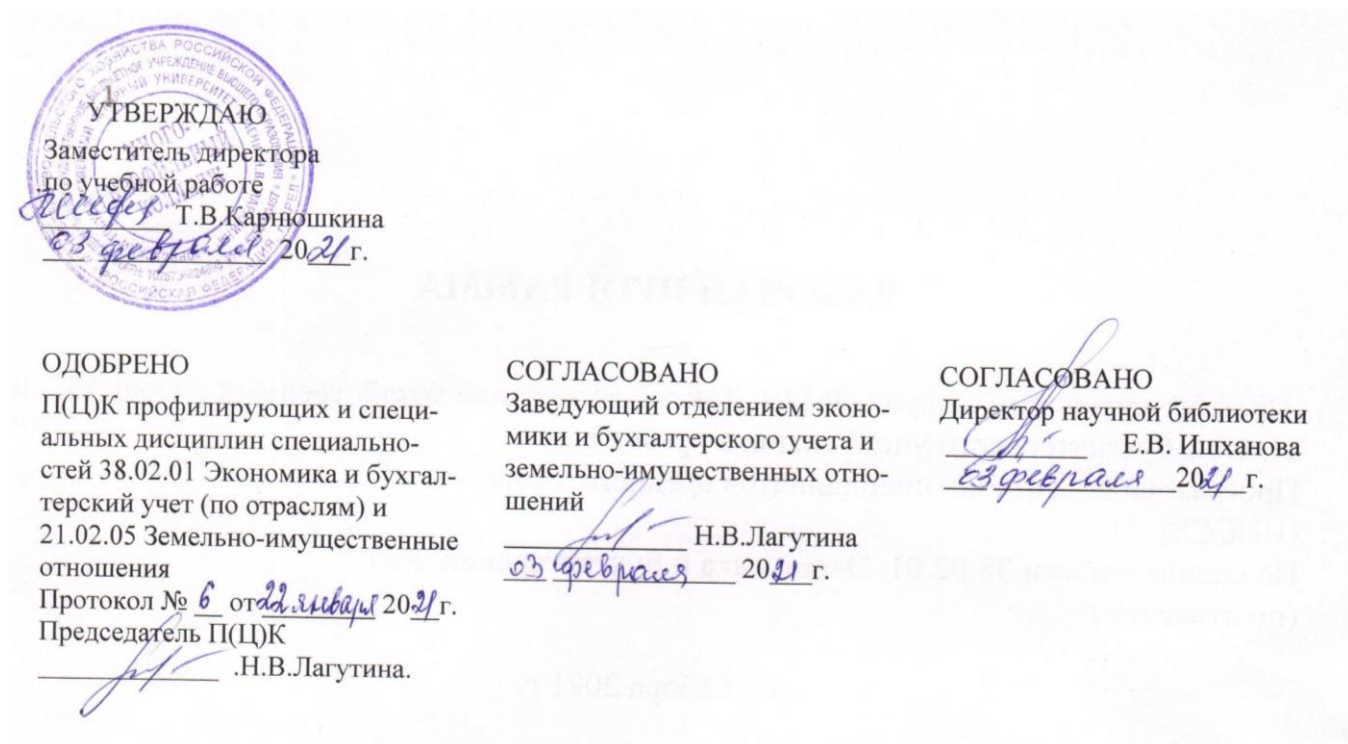 УТВЕРЖДАЮ
Заместитель директора
по учебной работе
Т.В.Карнюшкина
03 февраля 2021г.
ОДОБРЕНО
П(Ц)К профилирующих и специ-
альных дисциплин специально-
стей 38.02.01 Экономика и бухгал-
терский учет (по отраслям) и
21.02.05 Земельно-имущественные
отношения
Протокол № 6 от 22 января 2021г.
Председатель П(Ц)К
.Н.В.Лагутина.
СОГЛАСОВАНО
Заведующий отделением эконо-
мики и бухгалтерского учета и
земельно-имущественных отно-
шений
Н.В.Лагутина
03 февраля 2021 г.
СОГЛАСОВАНО
Директор научной библиотеки
Е.В. Ишханова
03 февраля 2021 г.